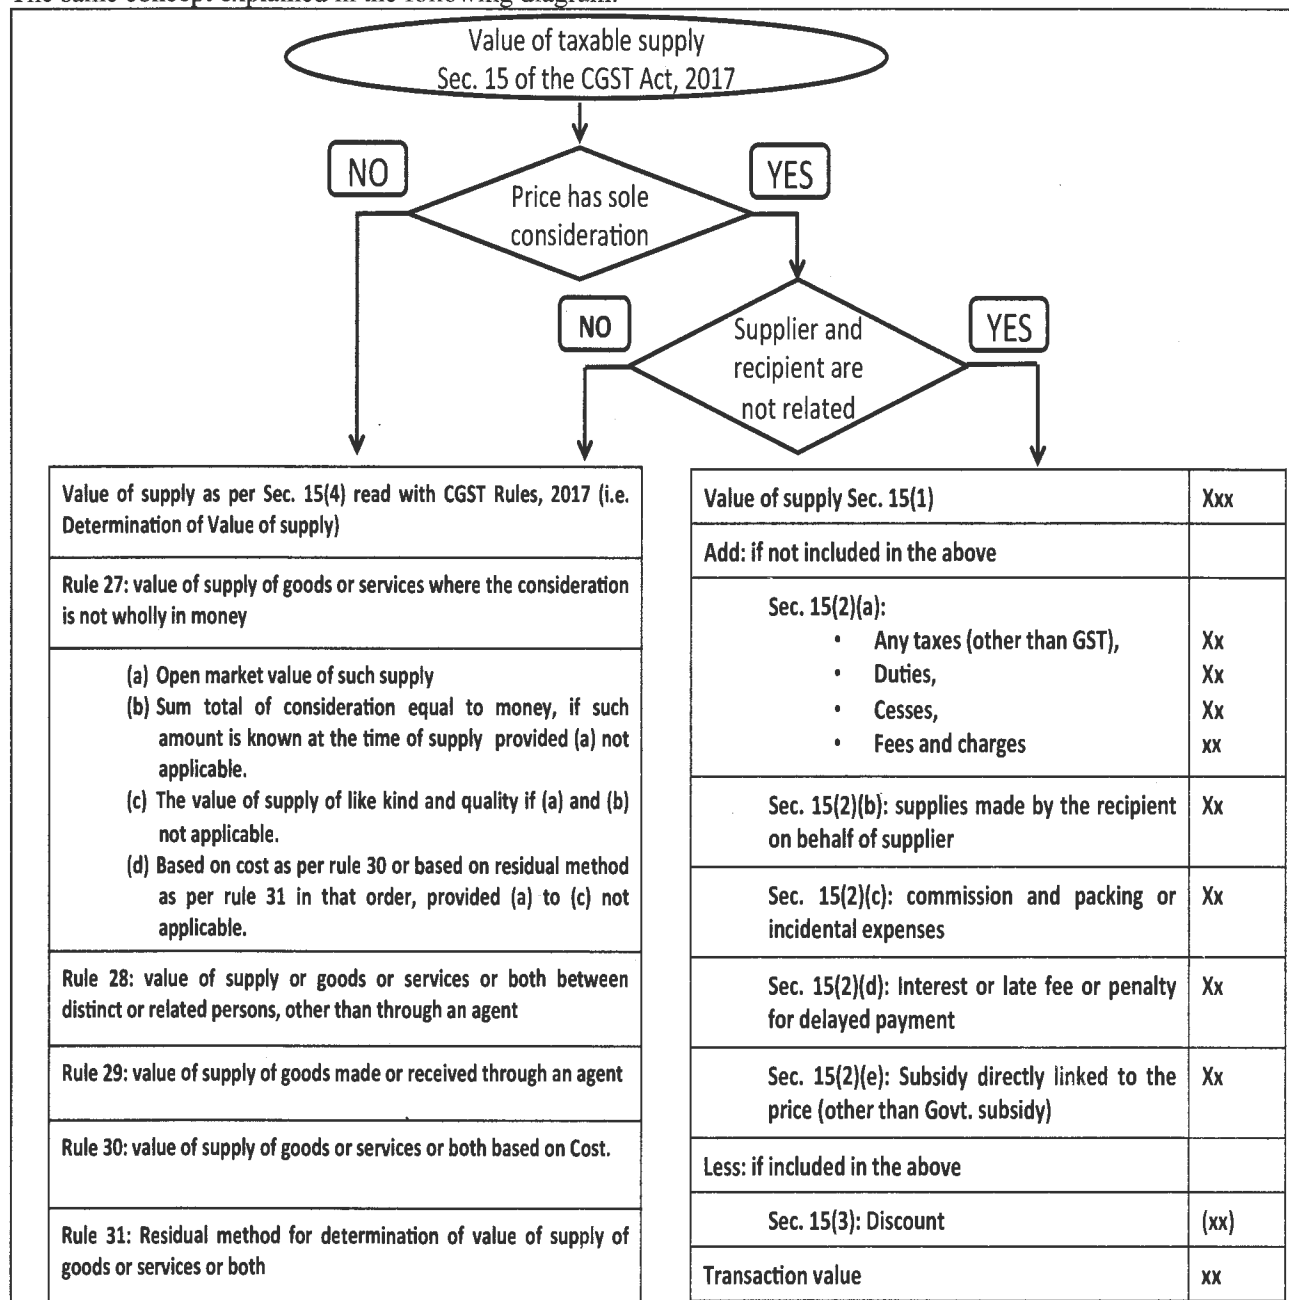 The same concept explained in the following diagram:
Value of taxable supply
Sec. 15 of the CGST Act, 2017
NO
YES
Price has sole
consideration
NO
YES
Supplier and
recipient are
not related
Value of supply as per Sec. 15(4) read with CGST Rules, 2017 (i.e.
Determination of Value of supply)
Rule 27: value of supply of goods or services where the consideration
is not wholly in money
(a) Open market value of such supply
(b) Sum total of consideration equal to money, if such
amount is known at the time of supply provided (a) not
applicable.
(c) The value of supply of like kind and quality if (a) and (b)
not applicable.
(d) Based on cost as per rule 30 or based on residual method
as per rule 31 in that order, provided (a) to (c) not
applicable.
Rule 28: value of supply or goods or services or both between
distinct or related persons, other than through an agent
Rule 29: value of supply of goods made or received through an agent
Rule 30: value of supply of goods or services or both based on Cost.
Rule 31: Residual method for determination of value of supply of
goods or services or both
Value of supply Sec. 15(1) Xxx
Add: if not included in the above
Sec. 15(2)(a):
• Any taxes (other than GST), Xx
• Duties, Xx
• Cesses, Xx
• Fees and charges xx
Sec. 15(2)(b): supplies made by the recipient Xx
on behalf of supplier
Sec. 15(2)(c): commission and packing or Xx
incidental expenses
Sec. 15(2)(d): Interest or late fee or penalty Xx
for delayed payment
Sec. 15(2)(e): Subsidy directly linked to the Xx
price (other than Govt. subsidy)
Less: if included in the above
Sec. 15(3): Discount (xx)
Transaction value xx